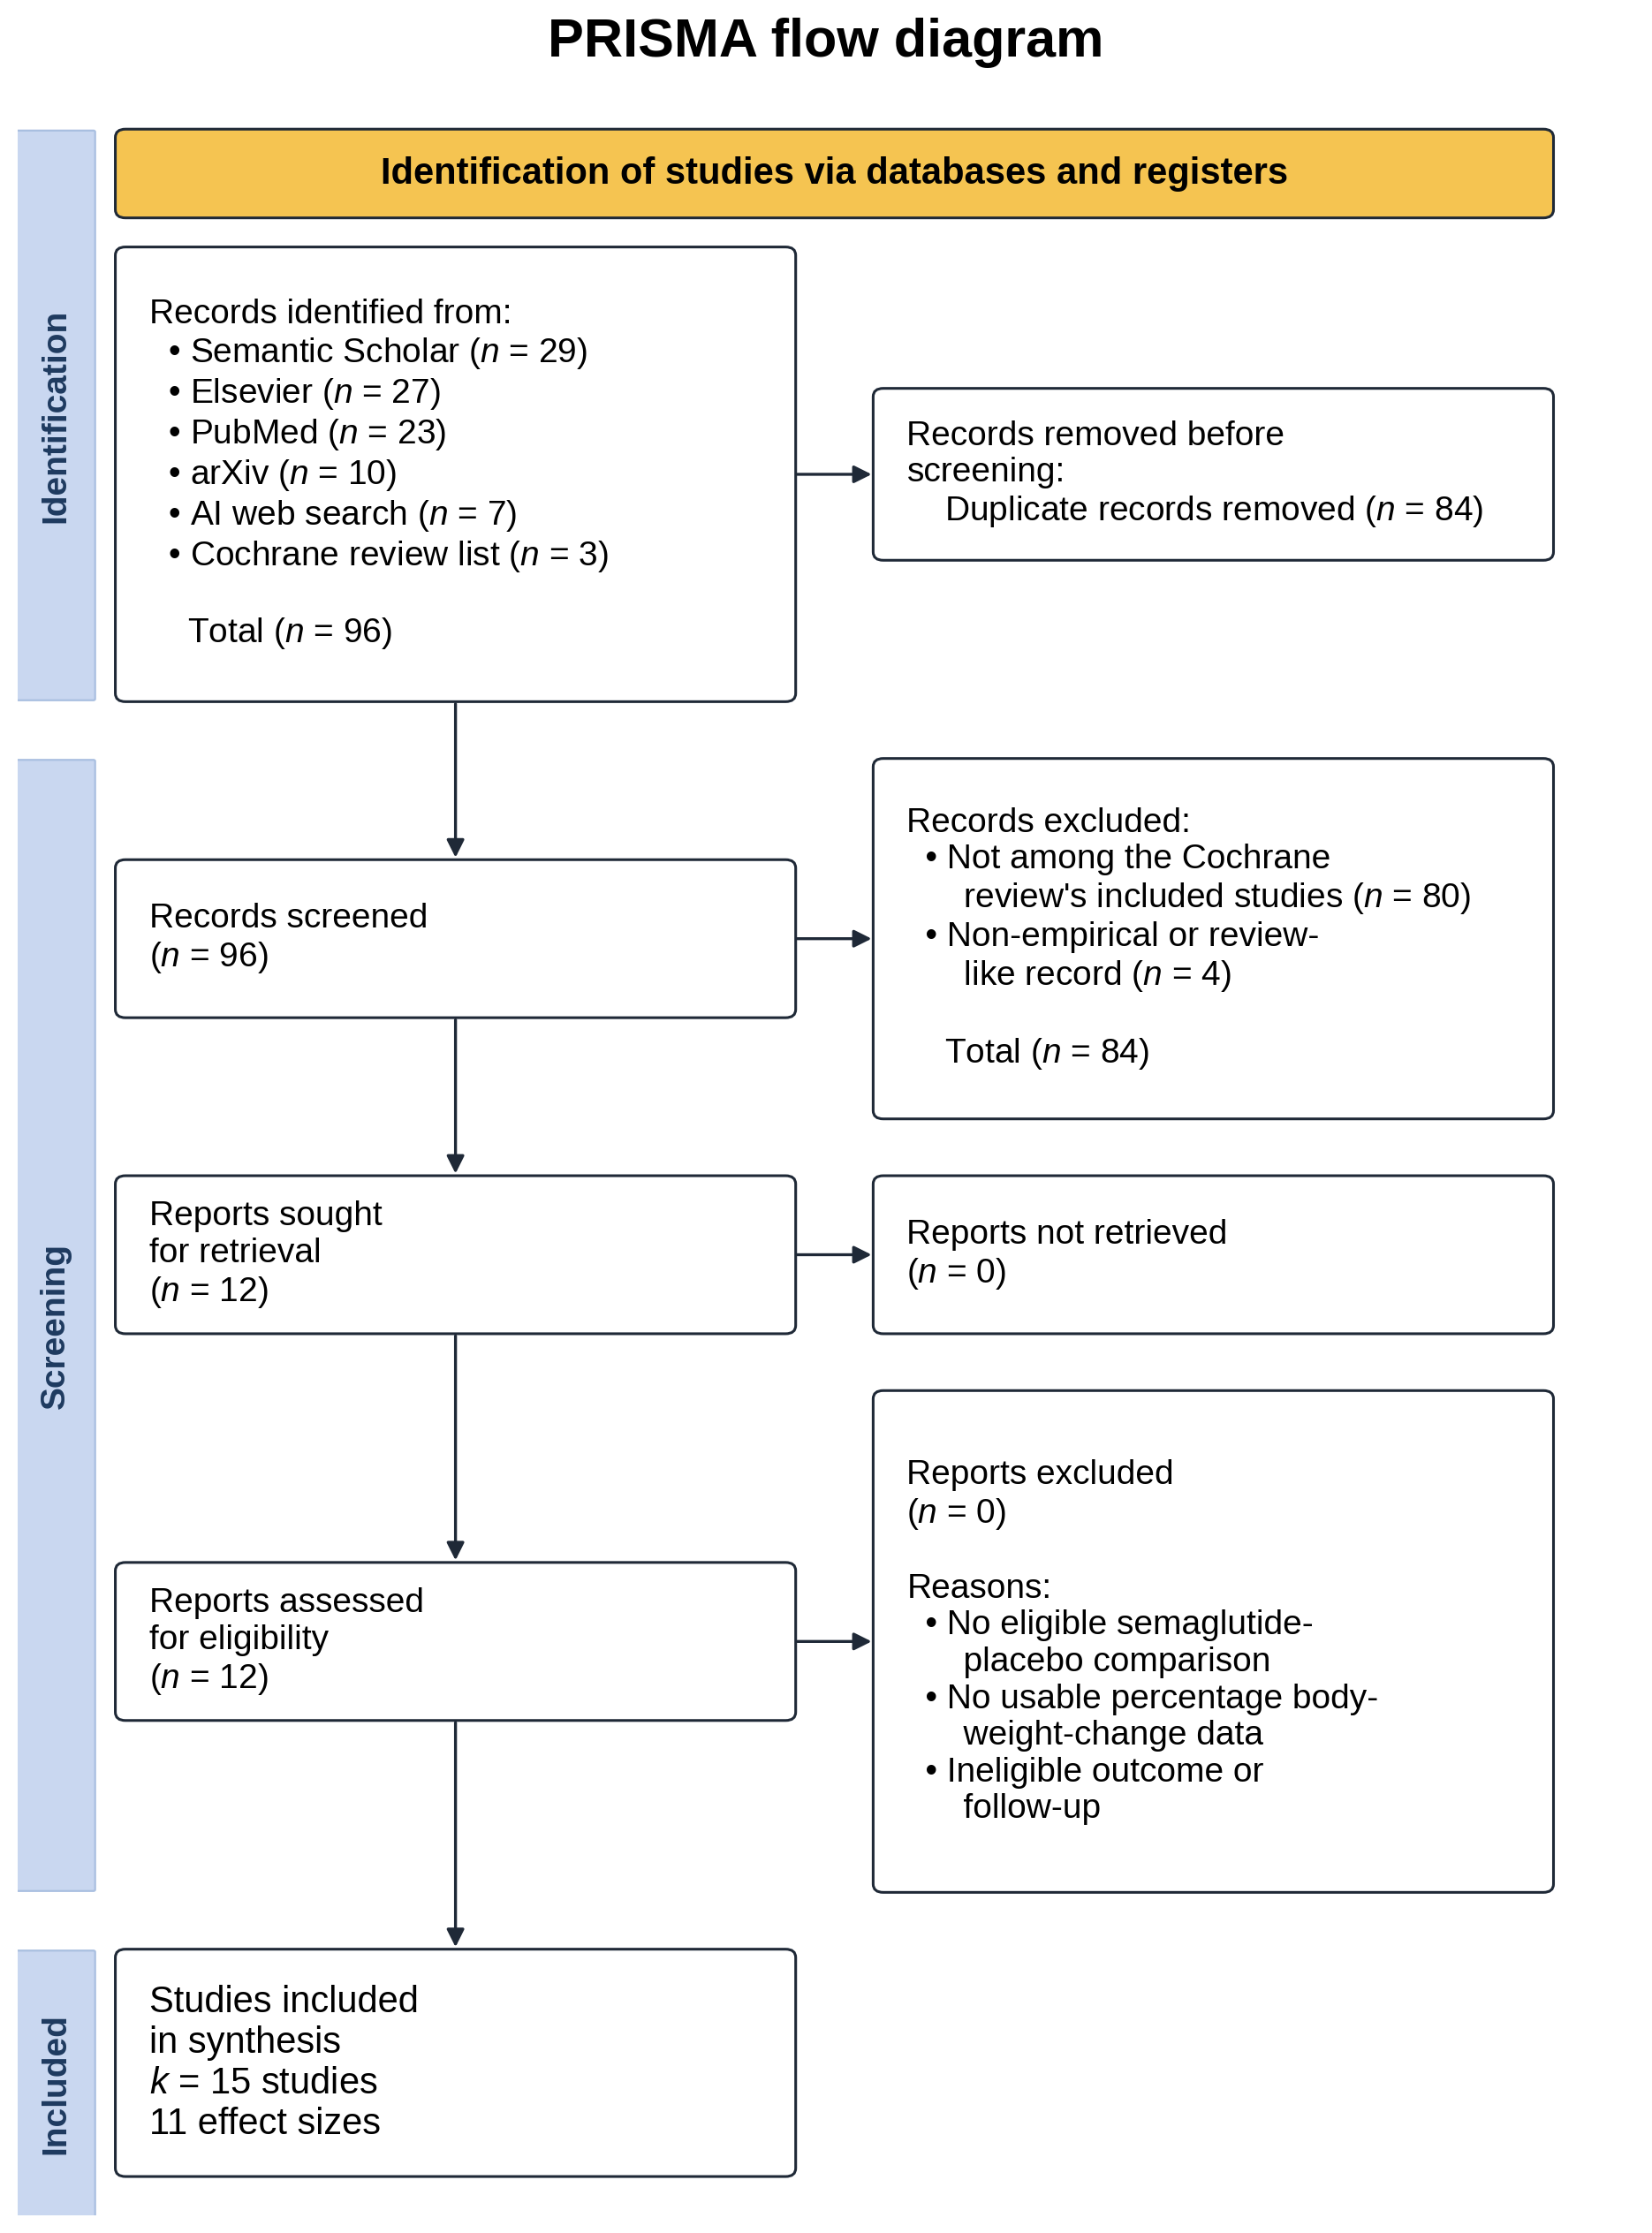 PRISMA flow diagram
Identification of studies via databases and registers
Identification
Records identified from:
• Semantic Scholar (n = 29)
• Elsevier (n = 27)
• PubMed (n = 23)
• arXiv (n = 10)
• AI web search (n = 7)
• Cochrane review list (n = 3)
Total (n = 96)
Records removed before
screening:
Duplicate records removed (n = 84)
Screening
Records screened
(n = 96)
Records excluded:
• Not among the Cochrane
review's included studies (n = 80)
• Non-empirical or review-
like record (n = 4)
Total (n = 84)
Reports sought
for retrieval
(n = 12)
Reports not retrieved
(n = 0)
Reports assessed
for eligibility
(n = 12)
Reports excluded
(n = 0)
Reasons:
• No eligible semaglutide-
placebo comparison
• No usable percentage body-
weight-change data
• Ineligible outcome or
follow-up
Included
Studies included
in synthesis
k = 15 studies
11 effect sizes